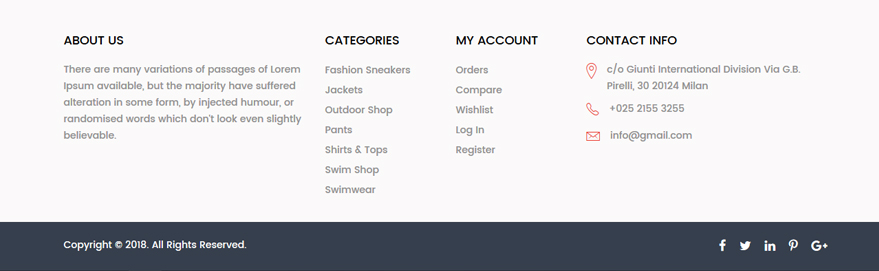 ABOUT US
There are many variations of passages of Lorem
Ipsum available, but the majority have suffered
alteration in some form, by injected humour, or
randomised words which don't look even slightly
believable.
CATEGORIES
Fashion Sneakers
Jackets
Outdoor Shop
Pants
Shirts & Tops
Swim Shop
Swimwear
MY ACCOUNT
Orders
Compare
Wishlist
Log In
Register
CONTACT INFO
c/o Giunti International Division Via G.B.
Pirelli, 30 20124 Milan
+025 2155 3255
info@gmail.com
Copyright © 2018. All Rights Reserved.